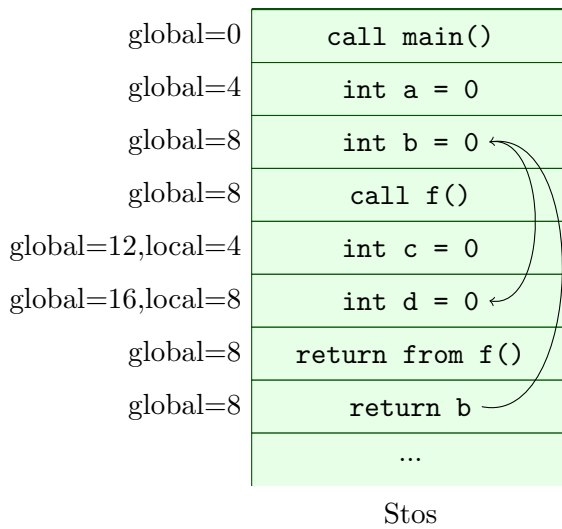 global=0 call main()
global=4 int a = 0
global=8 int b = 0
global=8 call f()
global=12,local=4 int c = 0
global=16,local=8 int d = 0
global=8 return from f()
global=8 return b
...
Stos